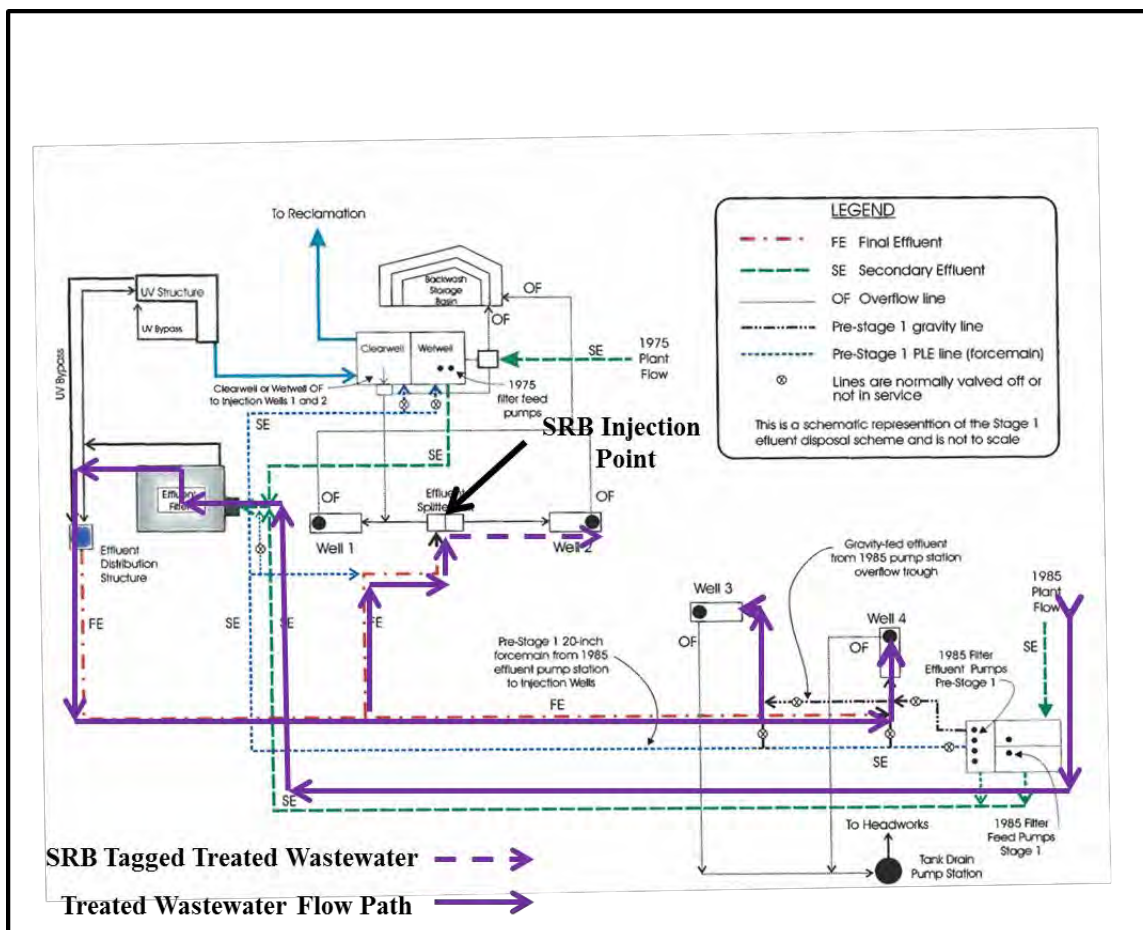 To Reclamation
LEGEND
FE Final Effluent
SE Secondary Effluent
OF Overflow line
Pre-stage 1 gravity line
Pre-Stage 1 PLE line (forcemain)
Lines are normally valved off or
not in service
This is a schematic representtion of the Stage 1
efluent disposal scheme and is not to scale
UV Structure
UV Bypass
UV Bypass
Backwash
Storage
Basin
OF
OF
Clearwell
Wetwell
SE
1975
Plant
Flow
Clearwell or Wetwell OF
to Injection Wells 1 and 2
1975
filter feed
pumps
SE
SE
SRB Injection
Point
Effluent
Filter
OF
Effluent
OF
Well 1
Well 2
Effluent
Distribution
Structure
FE
SE
SE
FE
Pre-Stage 1 20-inch
forcemain from 1985
effluent pump station
to Injection Wells
Gravity-fed effluent
from 1985 pump station
overflow trough
Well 3
OF
Well 4
OF
1985
Plant
Flow
SE
1985 Filter
Effluent Pumps
Pre-Stage 1
FE
SE
SE
1985 Filter
Feed Pumps
Stage 1
To Headworks
Tank Drain
Pump Station
SRB Tagged Treated Wastewater
Treated Wastewater Flow Path